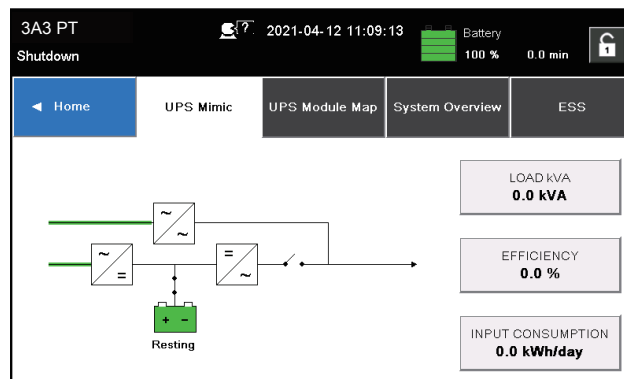 3A3 PT
Shutdown
?
2021-04-12 11:09:13
Battery
100 %
0.0 min
1
◄ Home
UPS Mimic
UPS Module Map
System Overview
ESS
LOAD kVA
0.0 kVA
~
~
~
=
=
~
EFFICIENCY
0.0 %
+ -
Resting
INPUT CONSUMPTION
0.0 kWh/day